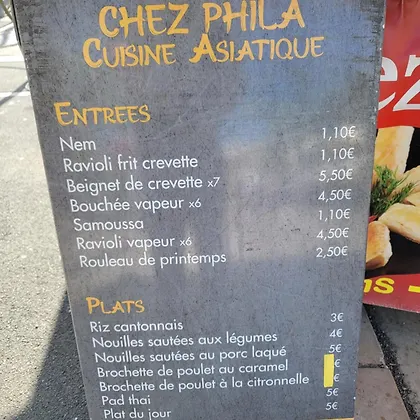 CHEZ PHILA
CUISINE ASIATIQUE
ENTREES
Nem 1,10€
Ravioli frit crevette 1,10€
Beignet de crevette x7 5,50€
Bouchée vapeur x6 4,50€
Samoussa 1,10€
Ravioli vapeur x6 4,50€
Rouleau de printemps 2,50€
PLATS
Riz cantonnais 3€
Nouilles sautées aux légumes 4€
Nouilles sautées au porc laqué 5€
Brochette de poulet au caramel €
Brochette de poulet à la citronnelle €
Pad thai 5€
Plat du jour 5€